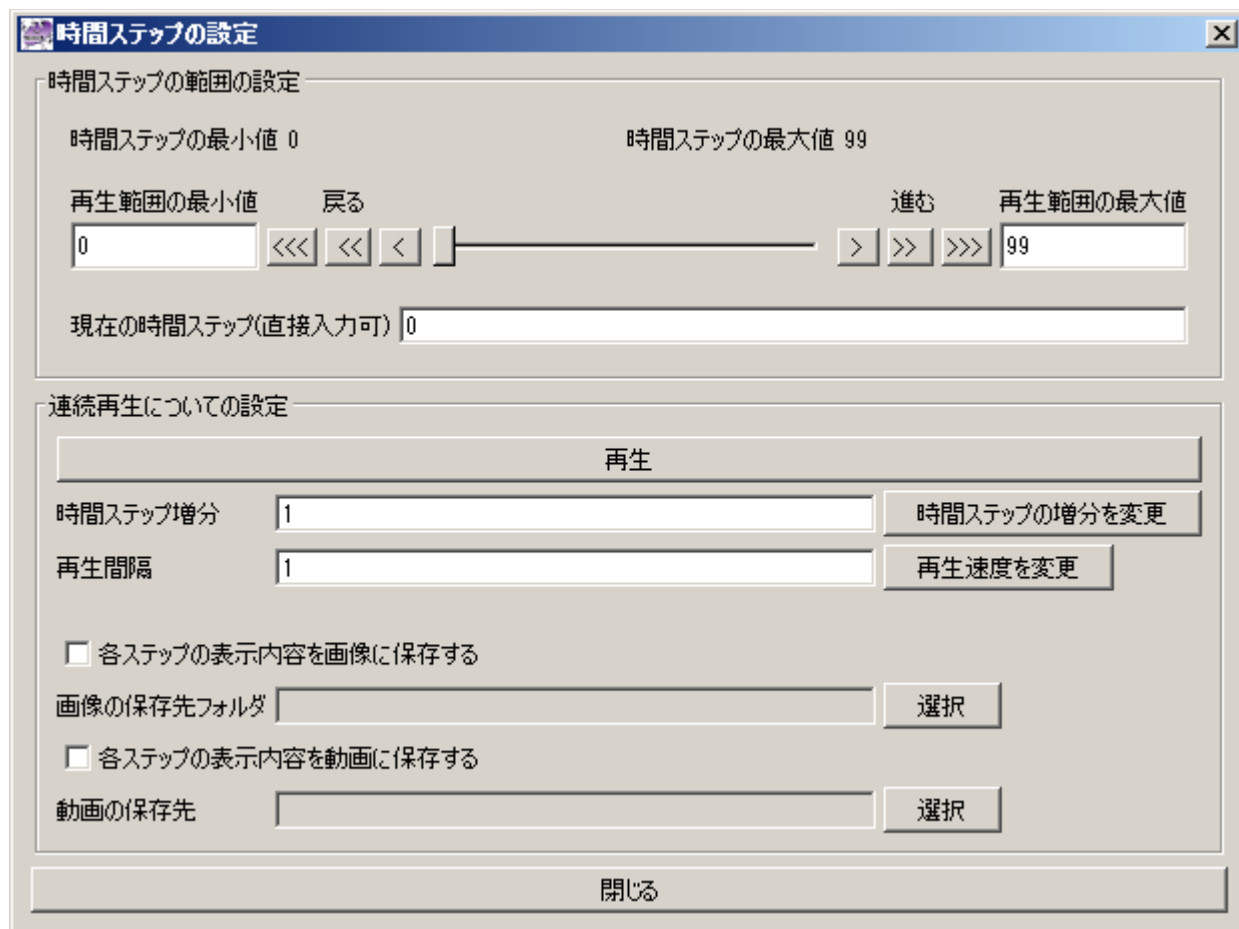 時間ステップの設定
時間ステップの範囲の設定
時間ステップの最小値 0 時間ステップの最大値 99
再生範囲の最小値 戻る 進む 再生範囲の最大値
0 <<< << < > >> >>> 99
現在の時間ステップ(直接入力可) 0
連続再生についての設定
再生
時間ステップ増分 1 時間ステップの増分を変更
再生間隔 1 再生速度を変更
各ステップの表示内容を画像に保存する
画像の保存先フォルダ 選択
各ステップの表示内容を動画に保存する
動画の保存先 選択
閉じる